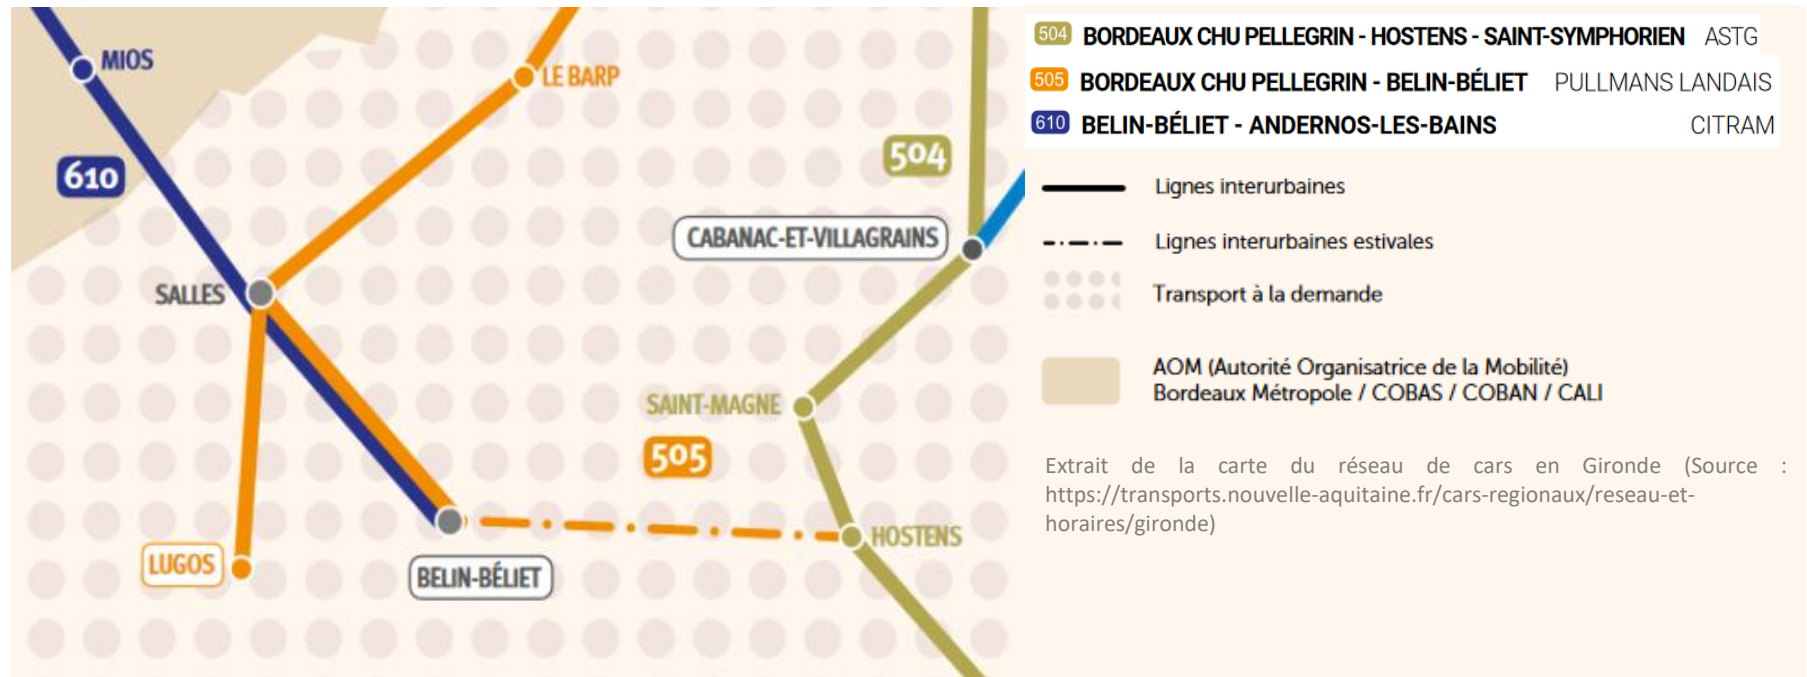 MIOS
LE BARP
610
504
CABANAC-ET-VILLAGRAINS
SALLES
SAINT-MAGNE
505
HOSTENS
LUGOS
BELIN-BÉLIET
504 BORDEAUX CHU PELLEGRIN - HOSTENS - SAINT-SYMPHORIEN ASTG
505 BORDEAUX CHU PELLEGRIN - BELIN-BÉLIET PULLMANS LANDAIS
610 BELIN-BÉLIET - ANDERNOS-LES-BAINS CITRAM
Lignes interurbaines
Lignes interurbaines estivales
Transport à la demande
AOM (Autorité Organisatrice de la Mobilité)
Bordeaux Métropole / COBAS / COBAN / CALI
Extrait de la carte du réseau de cars en Gironde (Source :
https://transports.nouvelle-aquitaine.fr/cars-regionaux/reseau-et-
horaires/gironde)